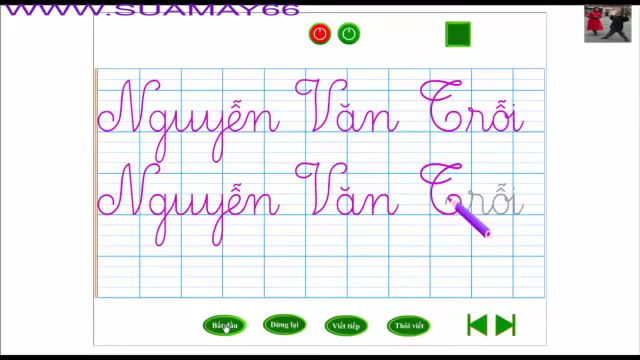 WWW.SUAMAY66
Nguyễn Văn Trỗi
Nguyễn Văn Trỗi
Bắt đầu Dừng lại Viết tiếp Thôi viết